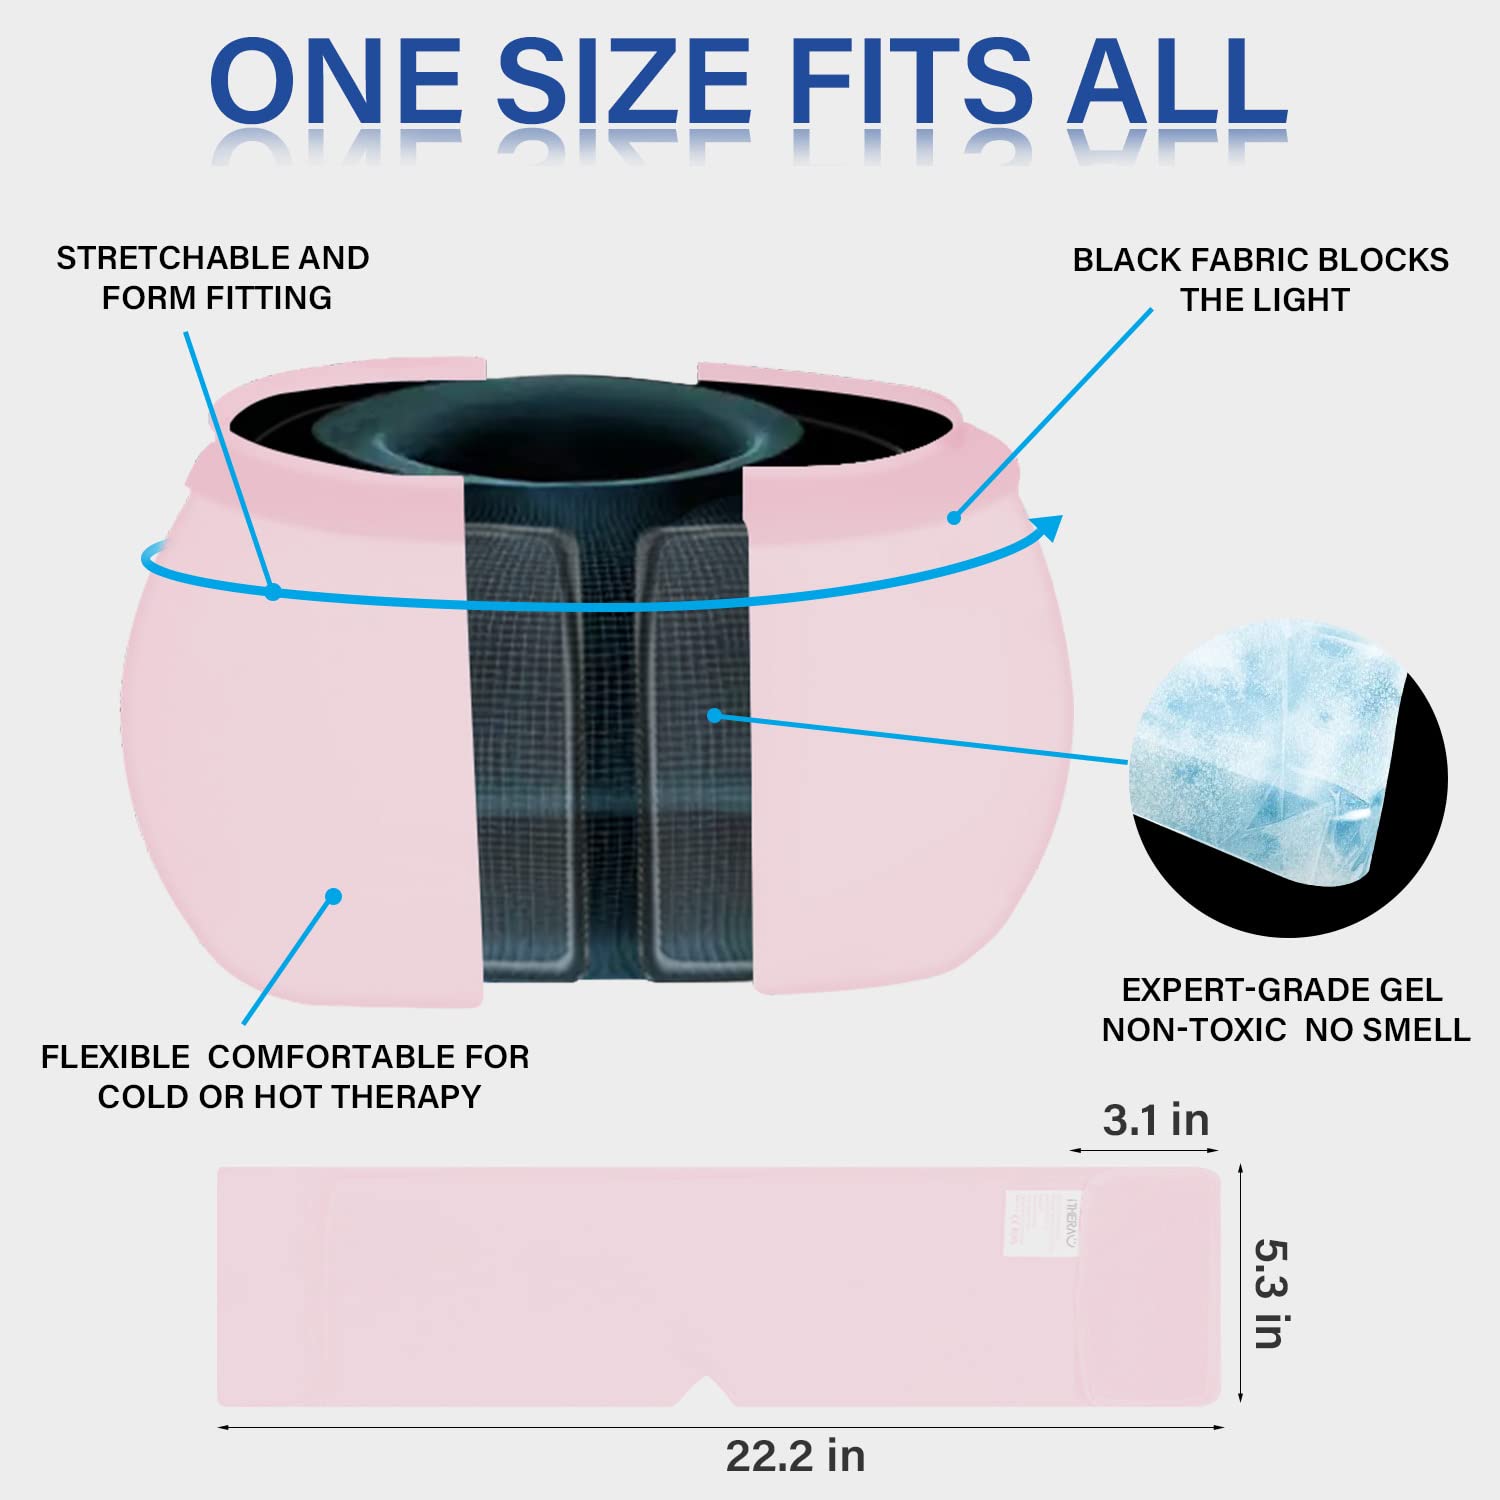 ONE SIZE FITS ALL
STRETCHABLE AND
FORM FITTING
BLACK FABRIC BLOCKS
THE LIGHT
EXPERT-GRADE GEL
NON-TOXIC NO SMELL
FLEXIBLE COMFORTABLE FOR
COLD OR HOT THERAPY
3.1 in
5.3 in
22.2 in